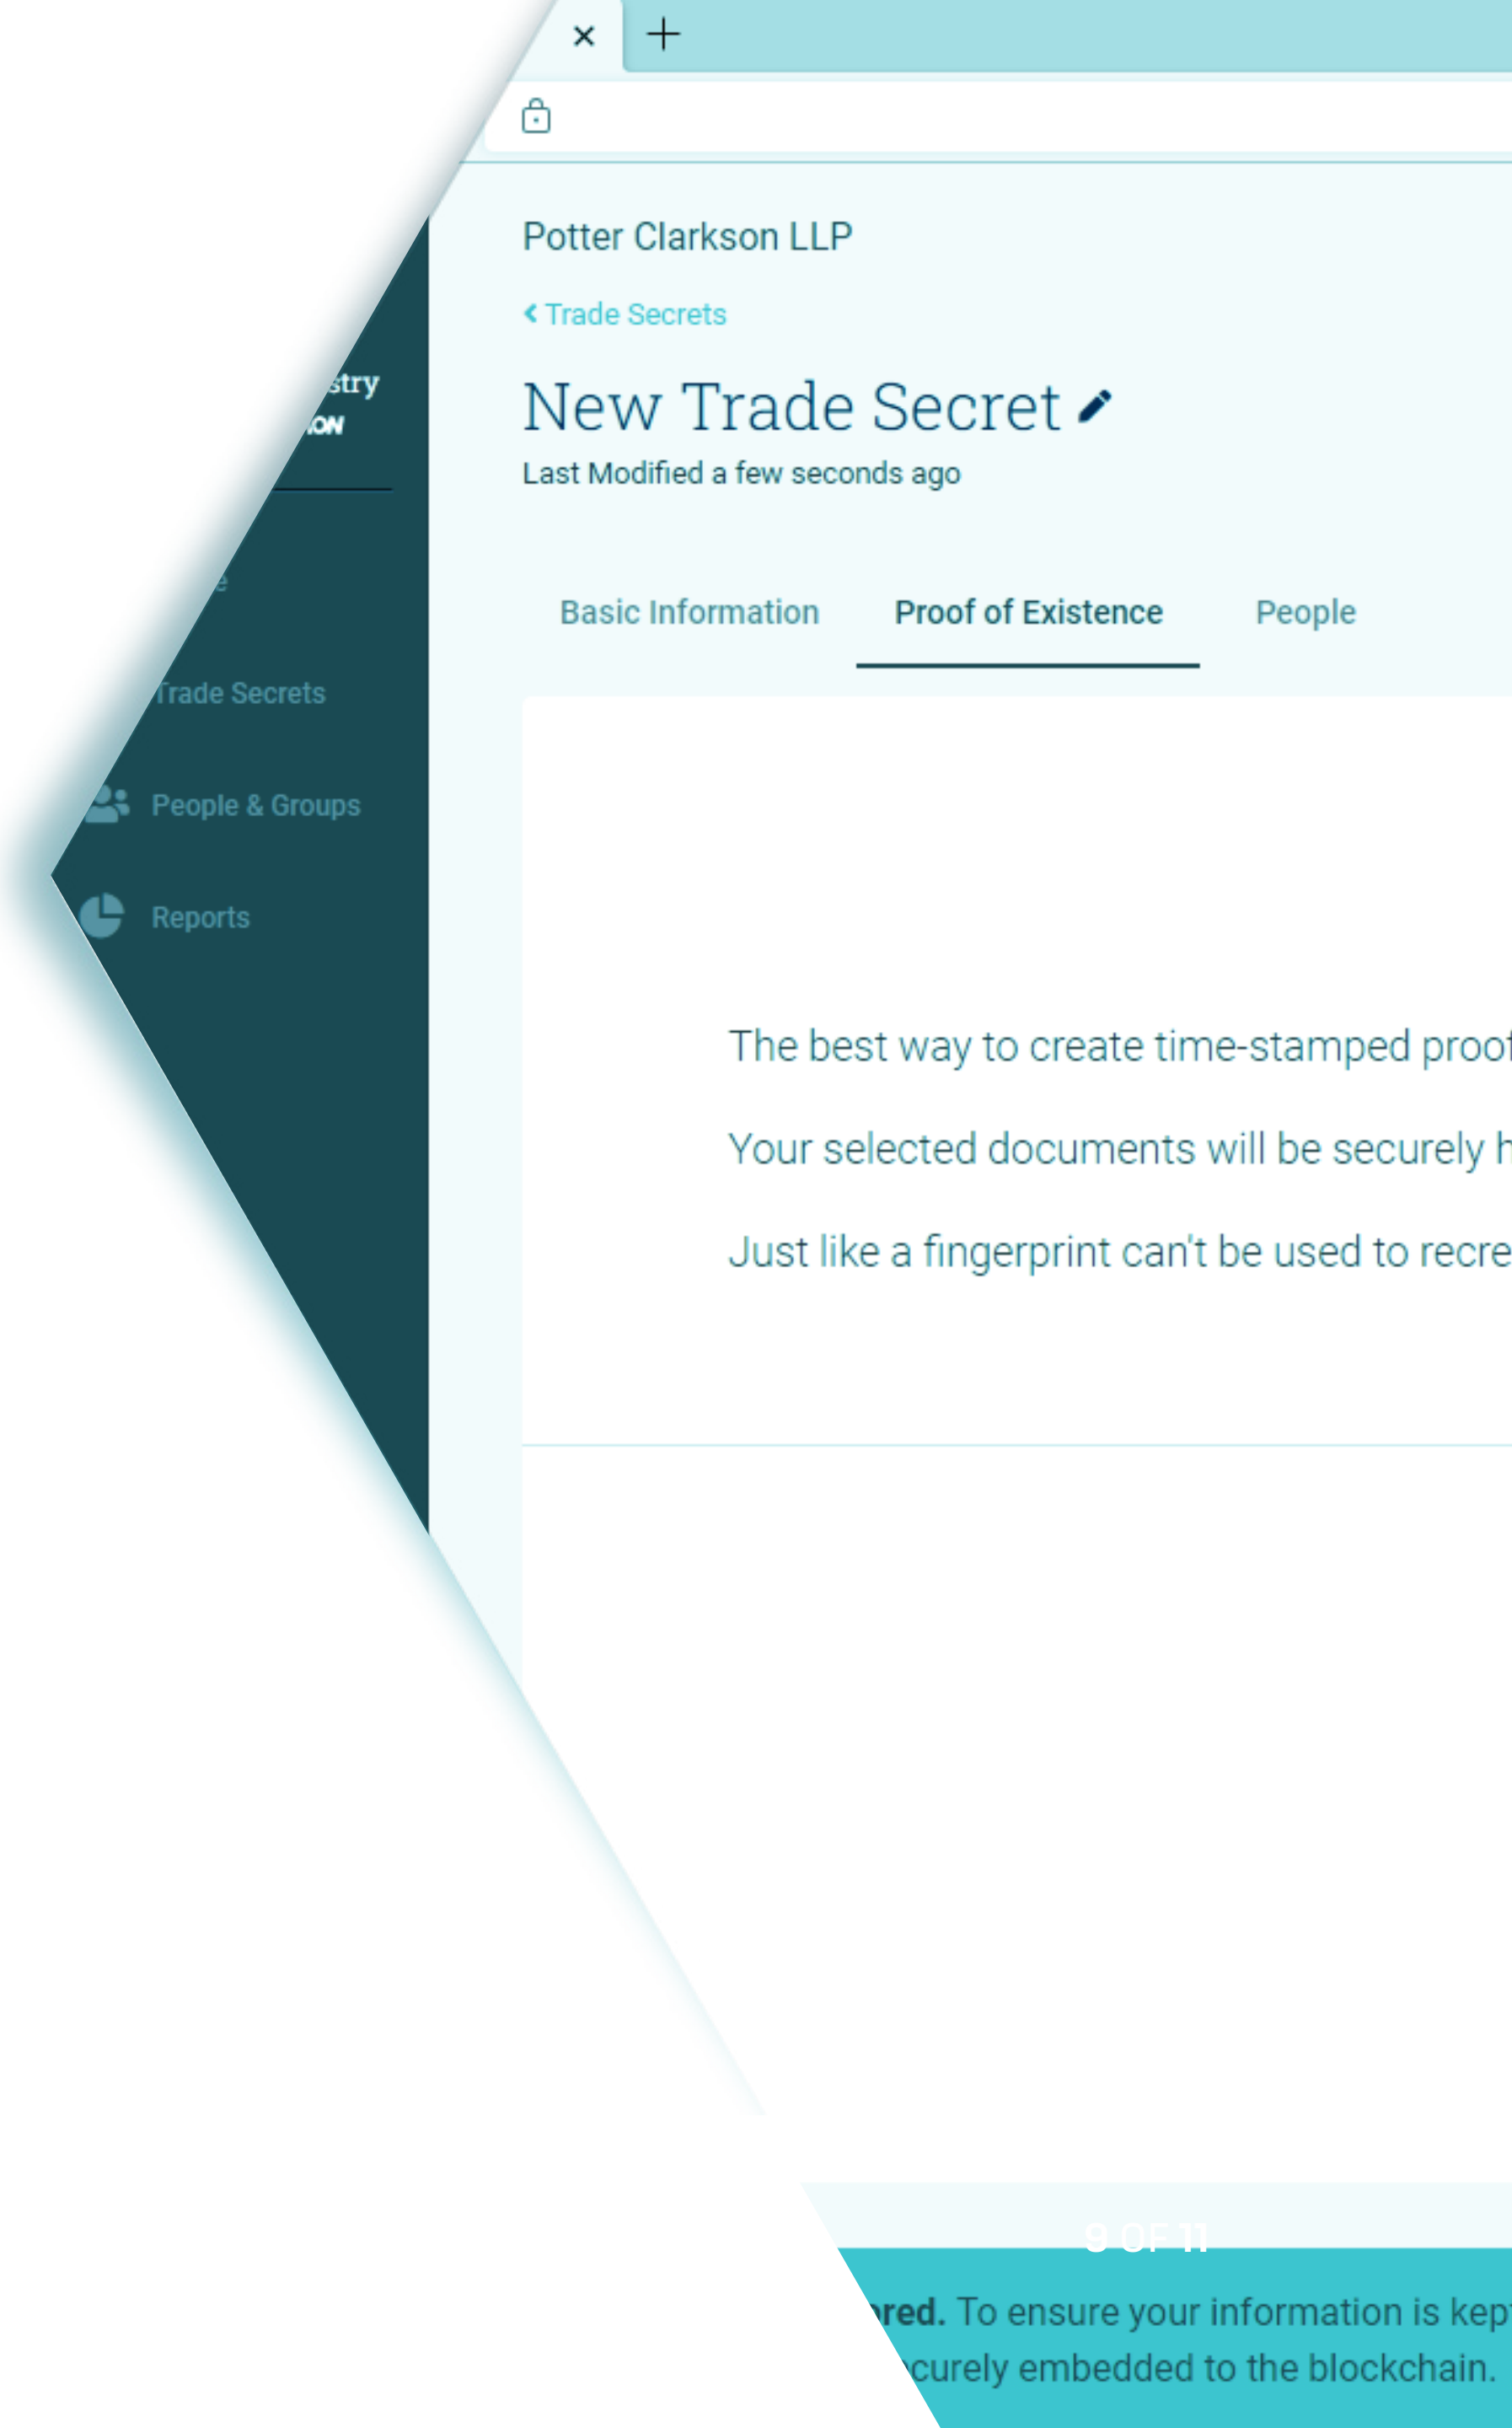 Potter Clarkson LLP
Trade Secrets
New Trade Secret
Last Modified a few seconds ago
Basic Information Proof of Existence People
Trade Secrets
People & Groups
Reports
The best way to create time-stamped proof
Your selected documents will be securely
Just like a fingerprint can't be used to
9 OF 11
To ensure your information is
embedded to the blockchain.